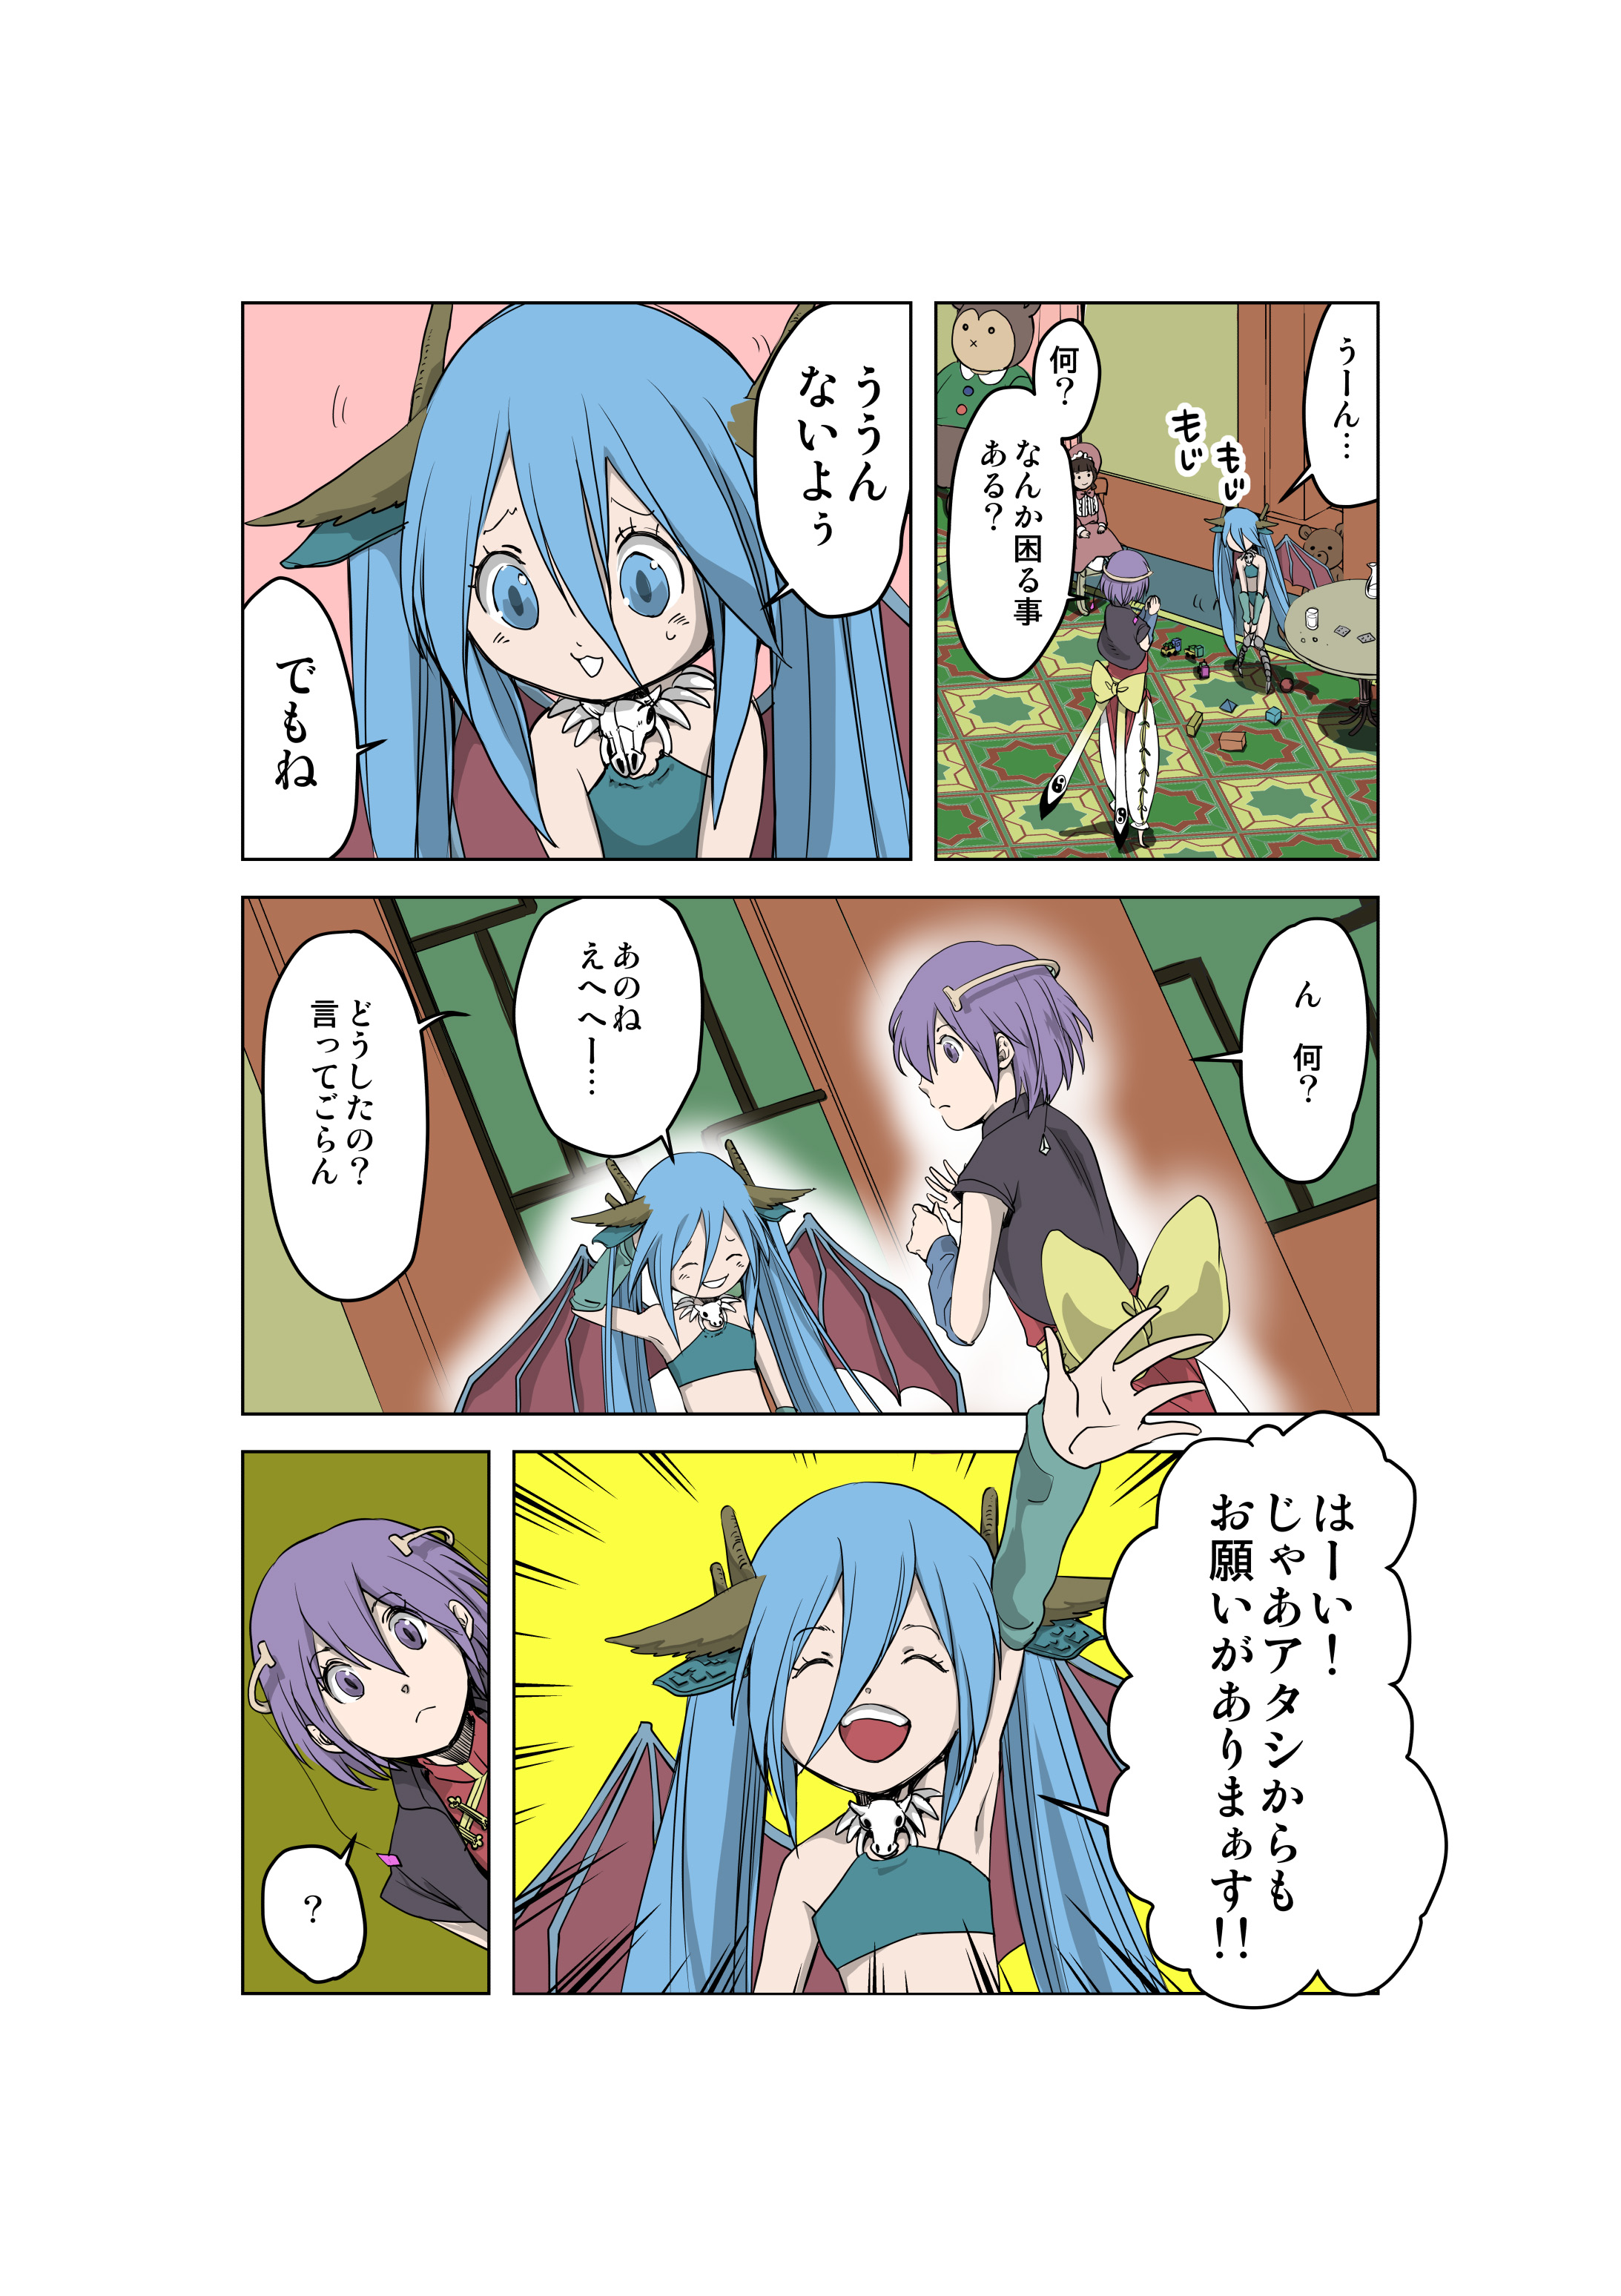 うーん…
もじ
もじ
何?
なんか困る事
ある?
ううん
ないよぅ
でもね
ん 何?
あのね
えへへー…
どうしたの?
言ってごらん
はーい!
じゃあアタシからも
お願いがありまぁす!!
?